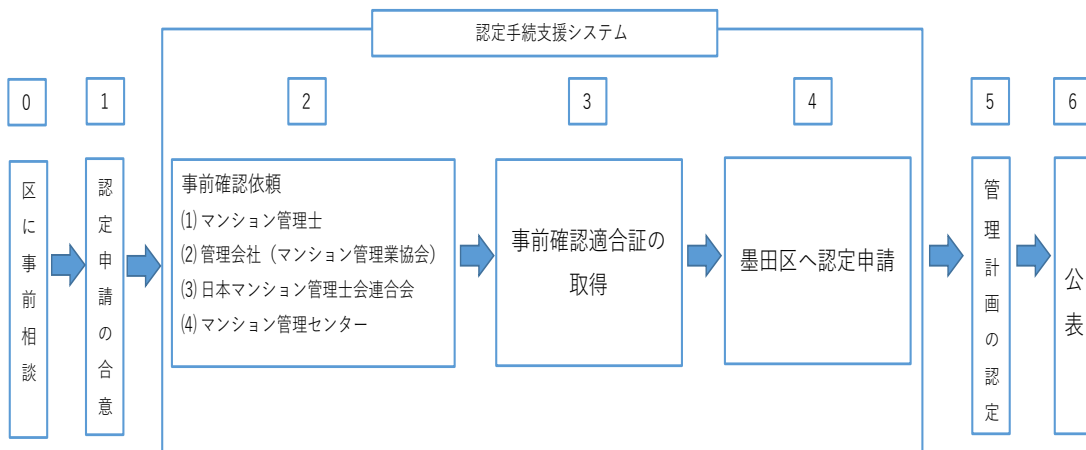 認定手続支援システム
0
区に事前相談
1
認定申請の合意
2
事前確認依頼
⑴ マンション管理士
⑵ 管理会社（マンション管理業協会）
⑶ 日本マンション管理士会連合会
⑷ マンション管理センター
3
事前確認適合証の
取得
4
墨田区へ認定申請
5
管理計画の認定
6
公表